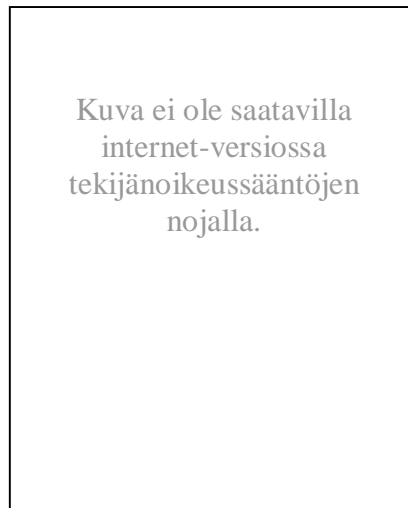 Kuva ei ole saatavilla
internet-versiossa
tekijänoikeussääntöjen
nojalla.